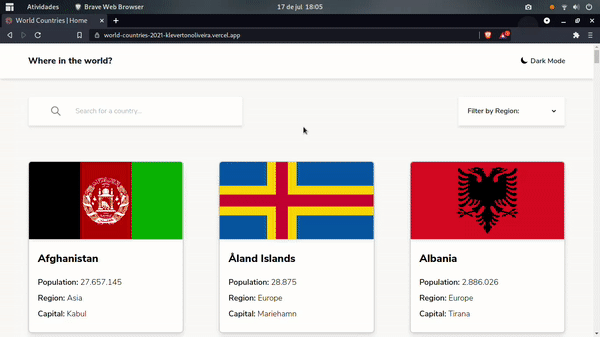 Atividades Brave Web Browser 17 de jul 18:05
World Countries | Home
world-countries-2021-klevertonoliveira.vercel.app
Where in the world? Dark Mode
Search for a country... Filter by Region:
Afghanistan
Population: 27.657.145
Region: Asia
Capital: Kabul
Åland Islands
Population: 28.875
Region: Europe
Capital: Mariehamn
Albania
Population: 2.886.026
Region: Europe
Capital: Tirana